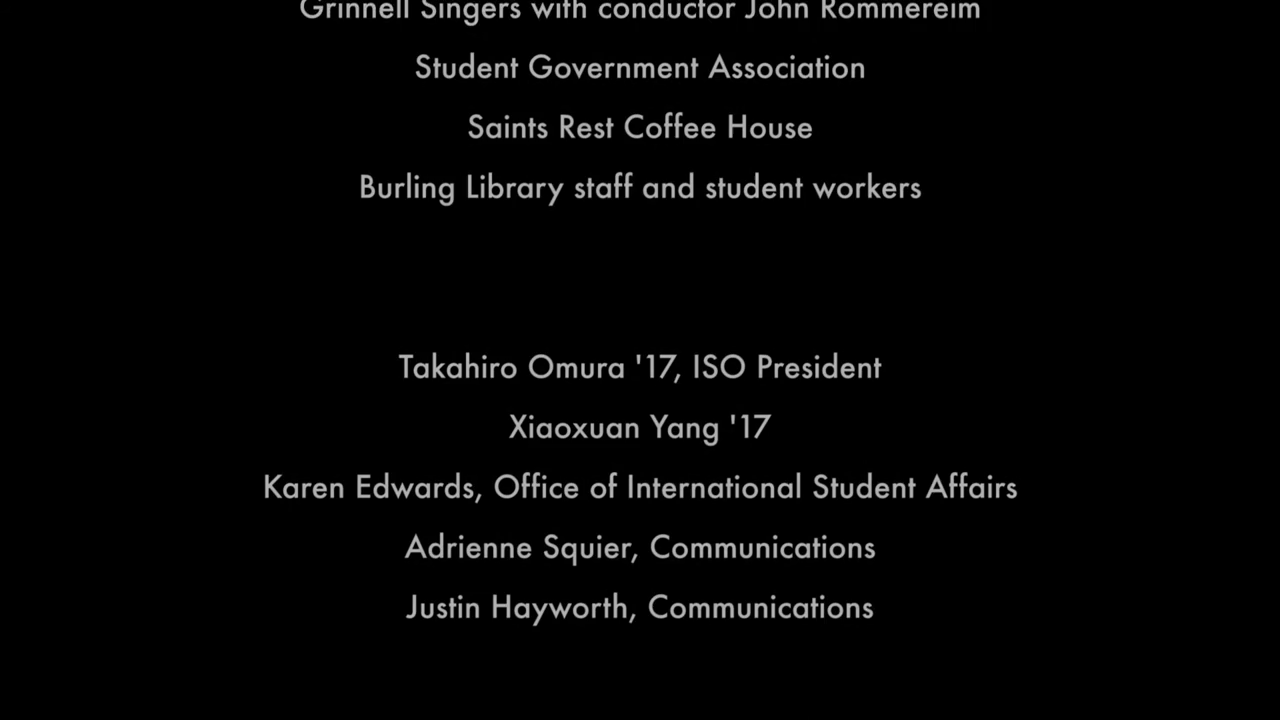 Grinnell Singers with conductor John Rommereim
Student Government Association
Saints Rest Coffee House
Burling Library staff and student workers
Takahiro Omura '17, ISO President
Xiaoxuan Yang '17
Karen Edwards, Office of International Student Affairs
Adrienne Squier, Communications
Justin Hayworth, Communications